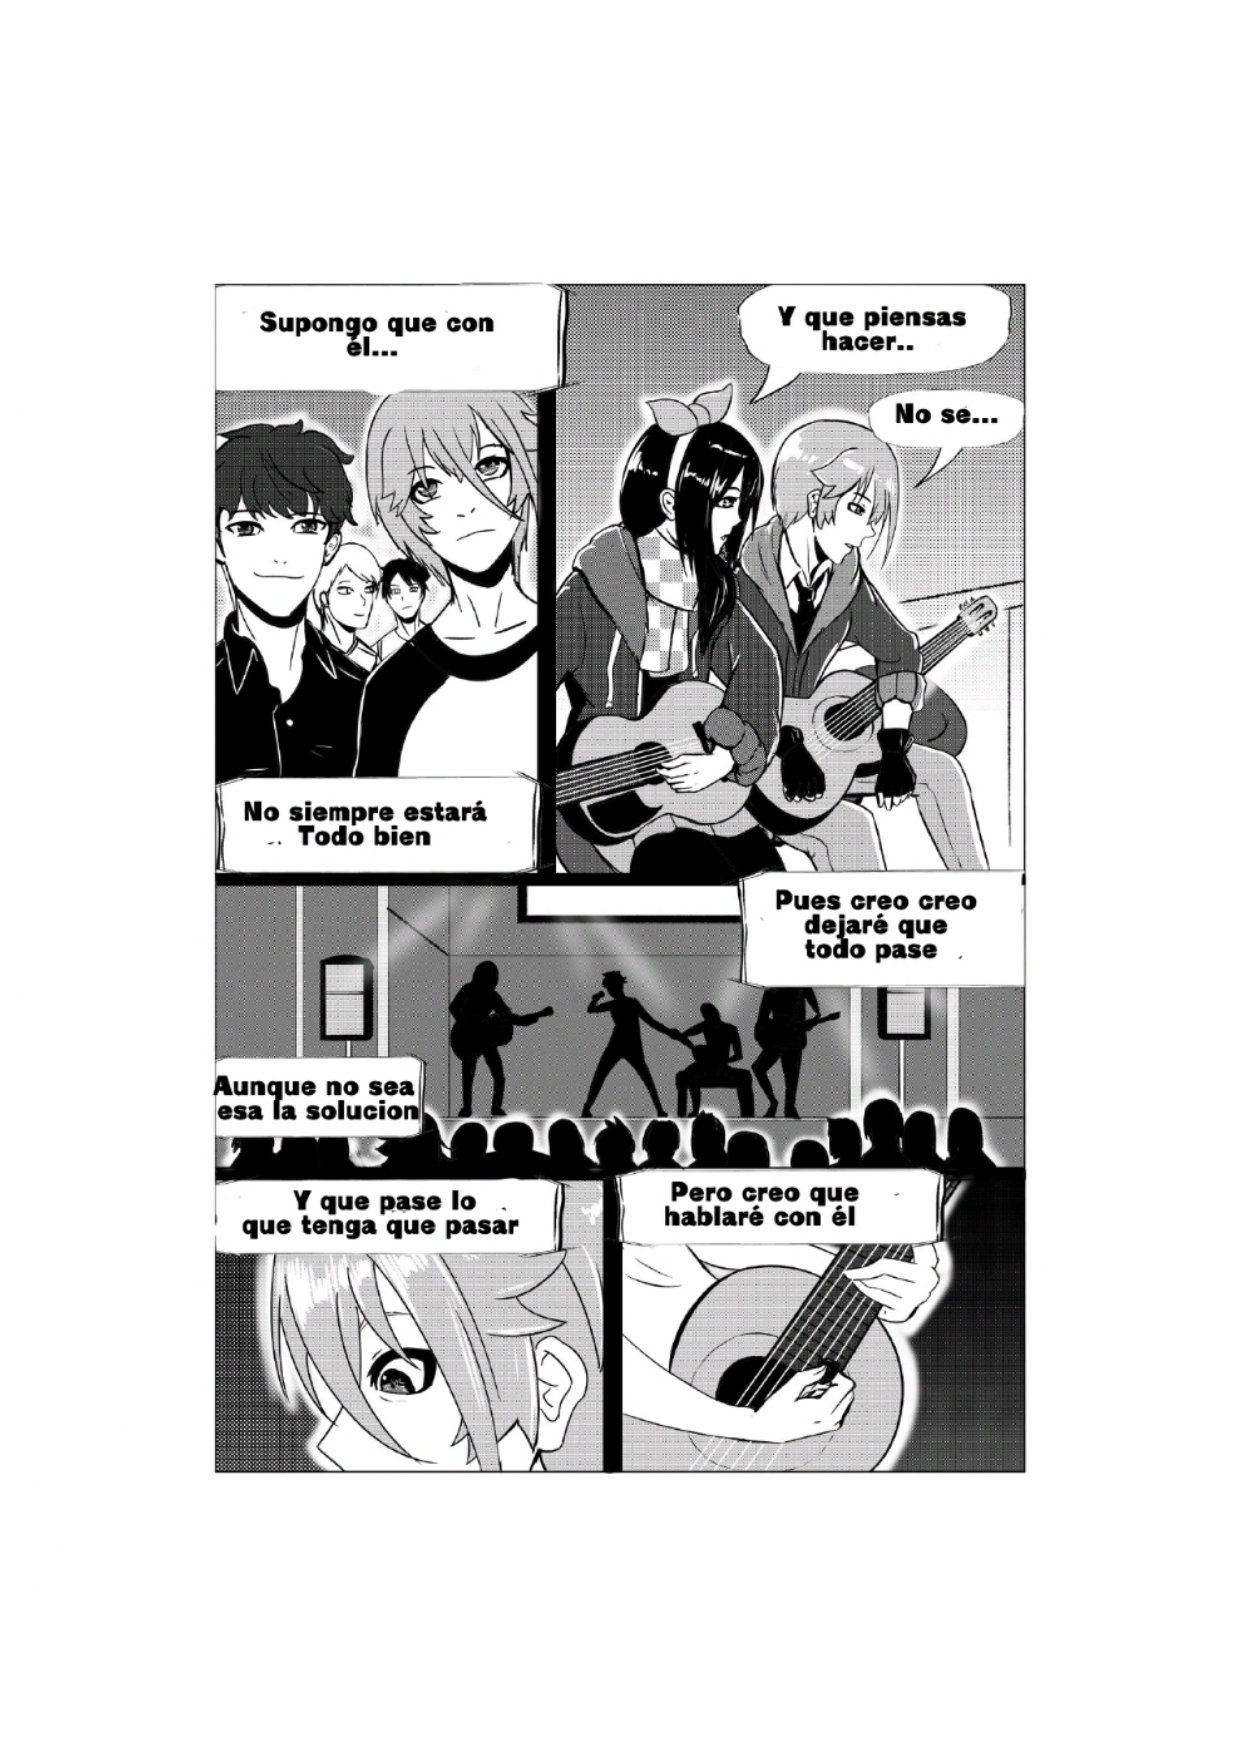 Supongo que con
él...
No siempre estará
Todo bien
Y que piensas
hacer..
No se...
Pues creo creo
dejaré que
todo pase
Aunque no sea
esa la solucion
Y que pase lo
que tenga que pasar
Pero creo que
hablaré con él